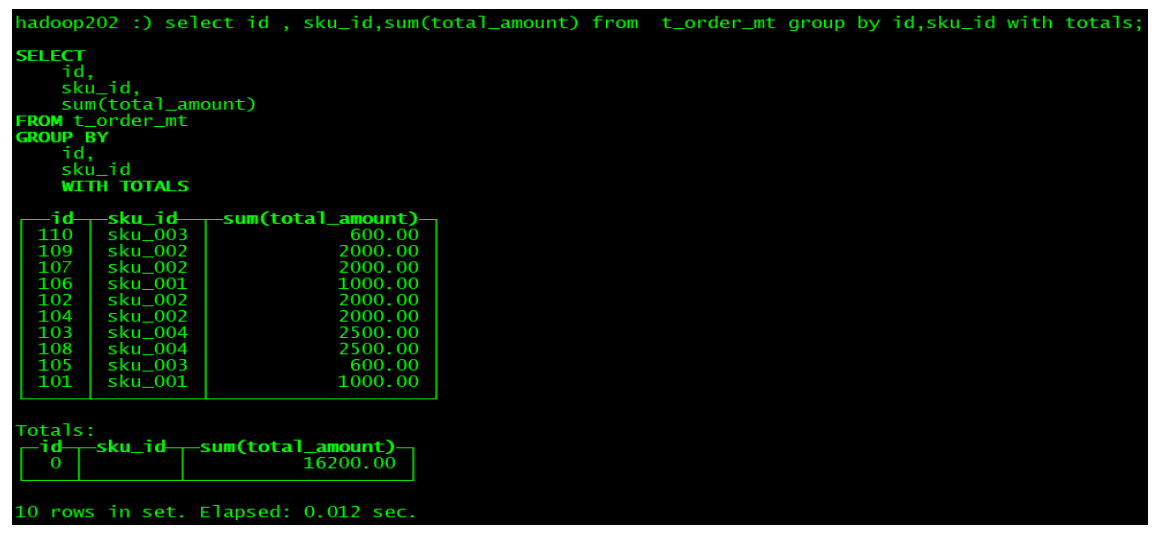 hadoop202 :) select id , sku_id,sum(total_amount) from  t_order_mt group by id,sku_id with totals;
SELECT
    id,
    sku_id,
    sum(total_amount)
FROM t_order_mt
GROUP BY
    id,
    sku_id
    WITH TOTALS
┌──id─┬─sku_id──┬─sum(total_amount)─┐
│ 110 │ sku_003 │            600.00 │
│ 109 │ sku_002 │           2000.00 │
│ 107 │ sku_002 │           2000.00 │
│ 106 │ sku_001 │           1000.00 │
│ 102 │ sku_002 │           2000.00 │
│ 104 │ sku_002 │           2000.00 │
│ 103 │ sku_004 │           2500.00 │
│ 108 │ sku_004 │           2500.00 │
│ 105 │ sku_003 │            600.00 │
│ 101 │ sku_001 │           1000.00 │
Totals:
┌─id─┬─sku_id─┬─sum(total_amount)─┐
│  0 │        │          16200.00 │
10 rows in set. Elapsed: 0.012 sec.